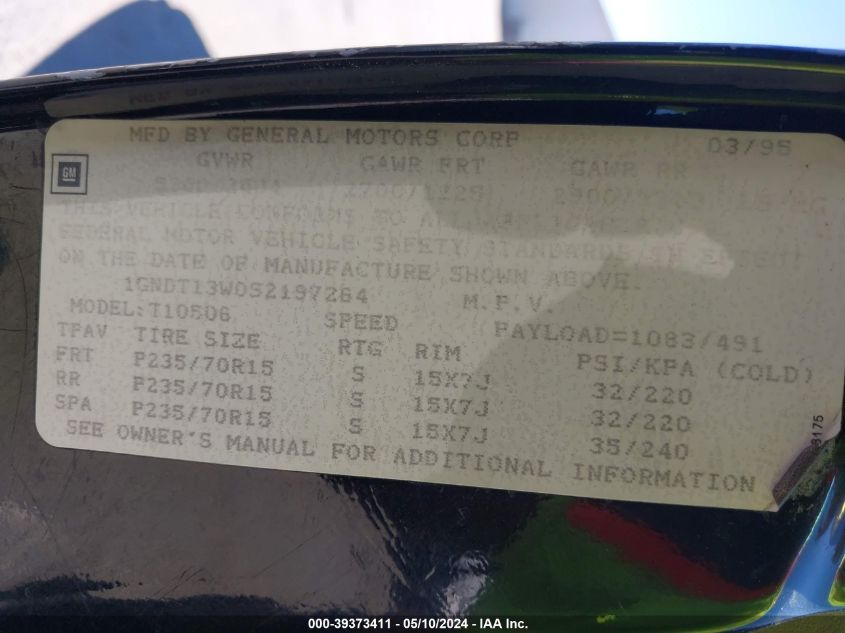 MFD BY GENERAL MOTORS CORP 03/95
GM
GVWR GAWR FRT GAWR RR
THIS VEHICLE CONFORMS TO ALL
FEDERAL MOTOR VEHICLE SAFETY STANDARDS IN EFFECT
ON THE DATE OF MANUFACTURE SHOWN ABOVE.
1GNDT13W0S2197264 M.P.V.
MODEL:T10506 SPEED PAYLOAD=1083/491
TPAV TIRE SIZE RTG RIM PSI/KPA (COLD)
FRT P235/70R15 S 15X7J 32/220
RR P235/70R15 S 15X7J 32/220
SPA P235/70R15 S 15X7J 35/240
SEE OWNER'S MANUAL FOR ADDITIONAL INFORMATION
000-39373411 - 05/10/2024 - IAA Inc.